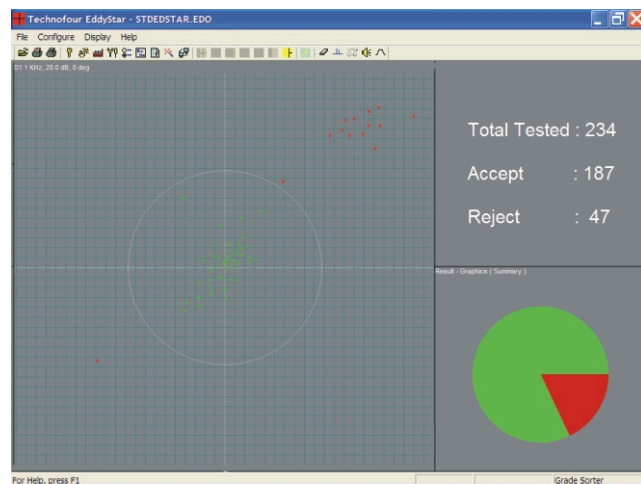 Technofour EddyStar - STDEDSTAR.EDO
File Configure Display Help
D1 1 KHz, 20.0 dB, 0 deg
Total Tested : 234
Accept : 187
Reject : 47
Result - Graphics ( Summary )
For Help, press F1
Grade Sorter